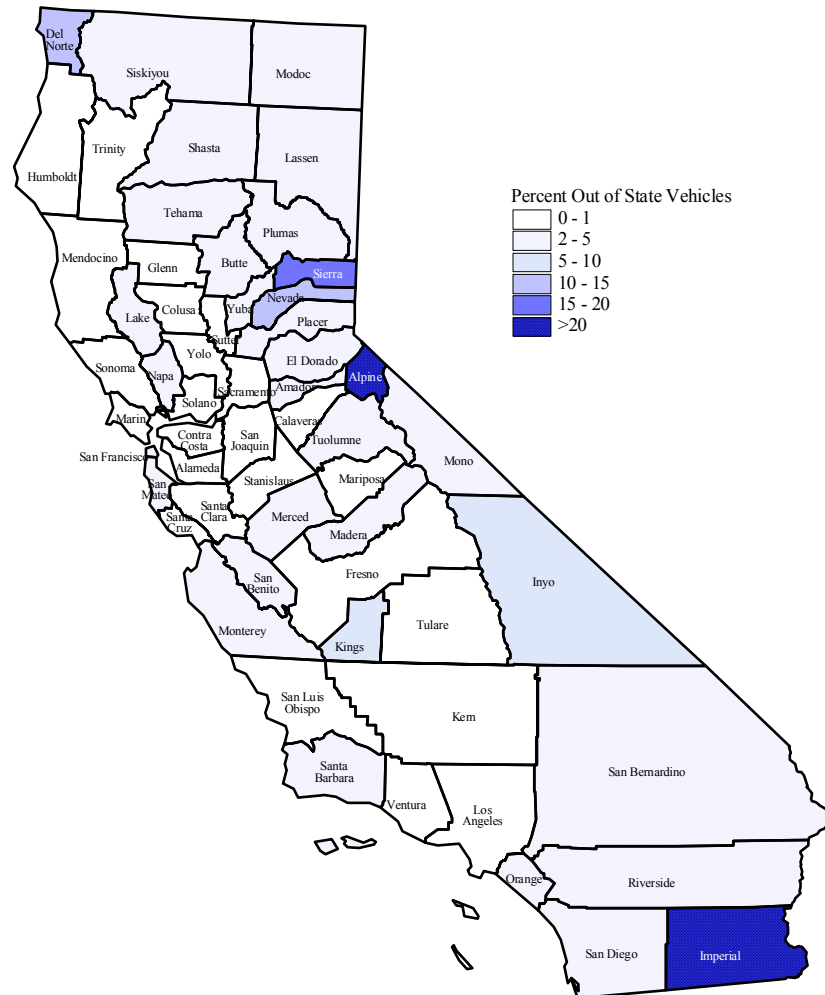 Del
Norte
Siskiyou
Modoc
Humboldt
Trinity
Shasta
Lassen
Percent Out of State Vehicles
0 - 1
2 - 5
5 - 10
10 - 15
15 - 20
>20
Tehama
Plumas
Mendocino
Glenn
Butte
Sierra
Lake
Colusa
Yuba
Nevada
Sutter
Placer
Sonoma
Napa
Yolo
El Dorado
Alpine
Solano
Sacramento
Amador
Marin
Contra
Costa
San
Joaquin
Calaveras
Tuolumne
San Francisco
Alameda
Mono
San
Mateo
Santa
Clara
Stanislaus
Mariposa
Santa
Cruz
Merced
Madera
San
Benito
Fresno
Inyo
Monterey
Kings
Tulare
San Luis
Obispo
Kern
Santa
Barbara
Ventura
Los
Angeles
San Bernardino
Orange
Riverside
San Diego
Imperial